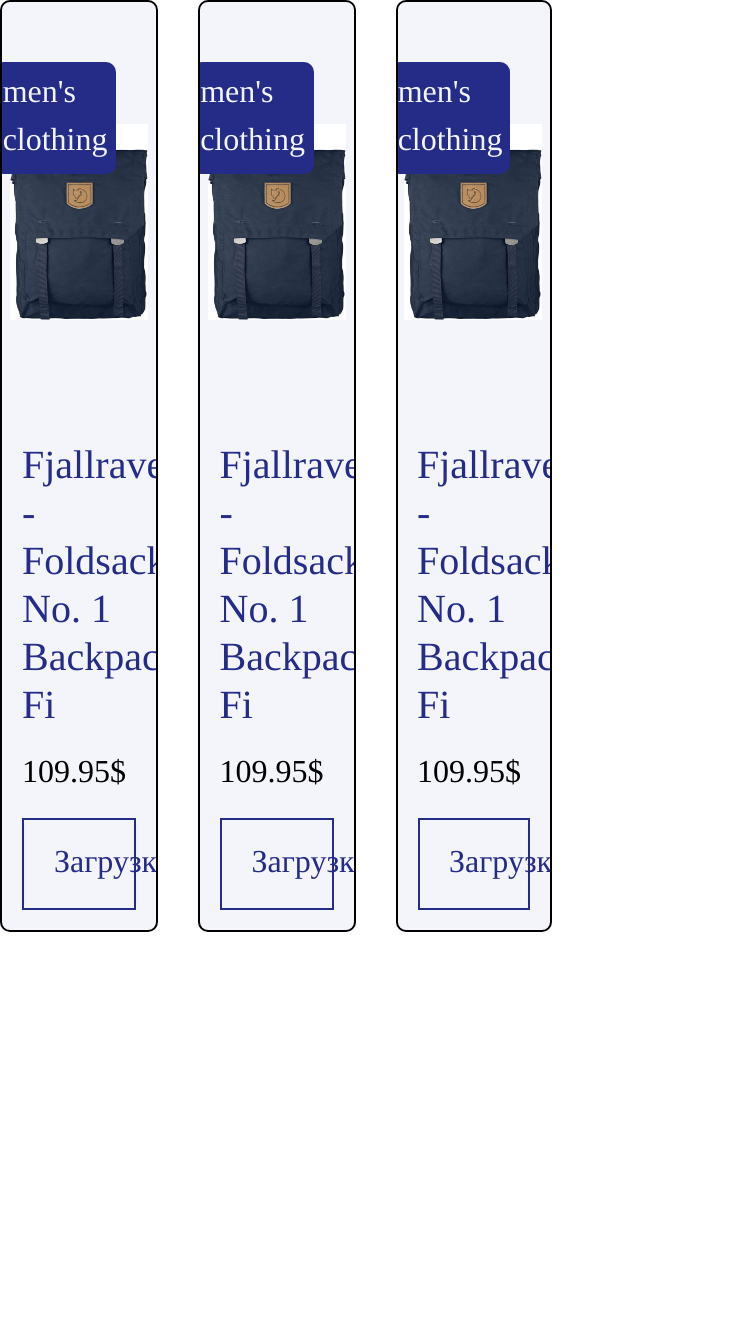 men's
clothing
Fjallrave
-
Foldsack
No. 1
Backpac
Fi
109.95$
Загрузк
men's
clothing
Fjallrave
-
Foldsack
No. 1
Backpac
Fi
109.95$
Загрузк
men's
clothing
Fjallrave
-
Foldsack
No. 1
Backpac
Fi
109.95$
Загрузк